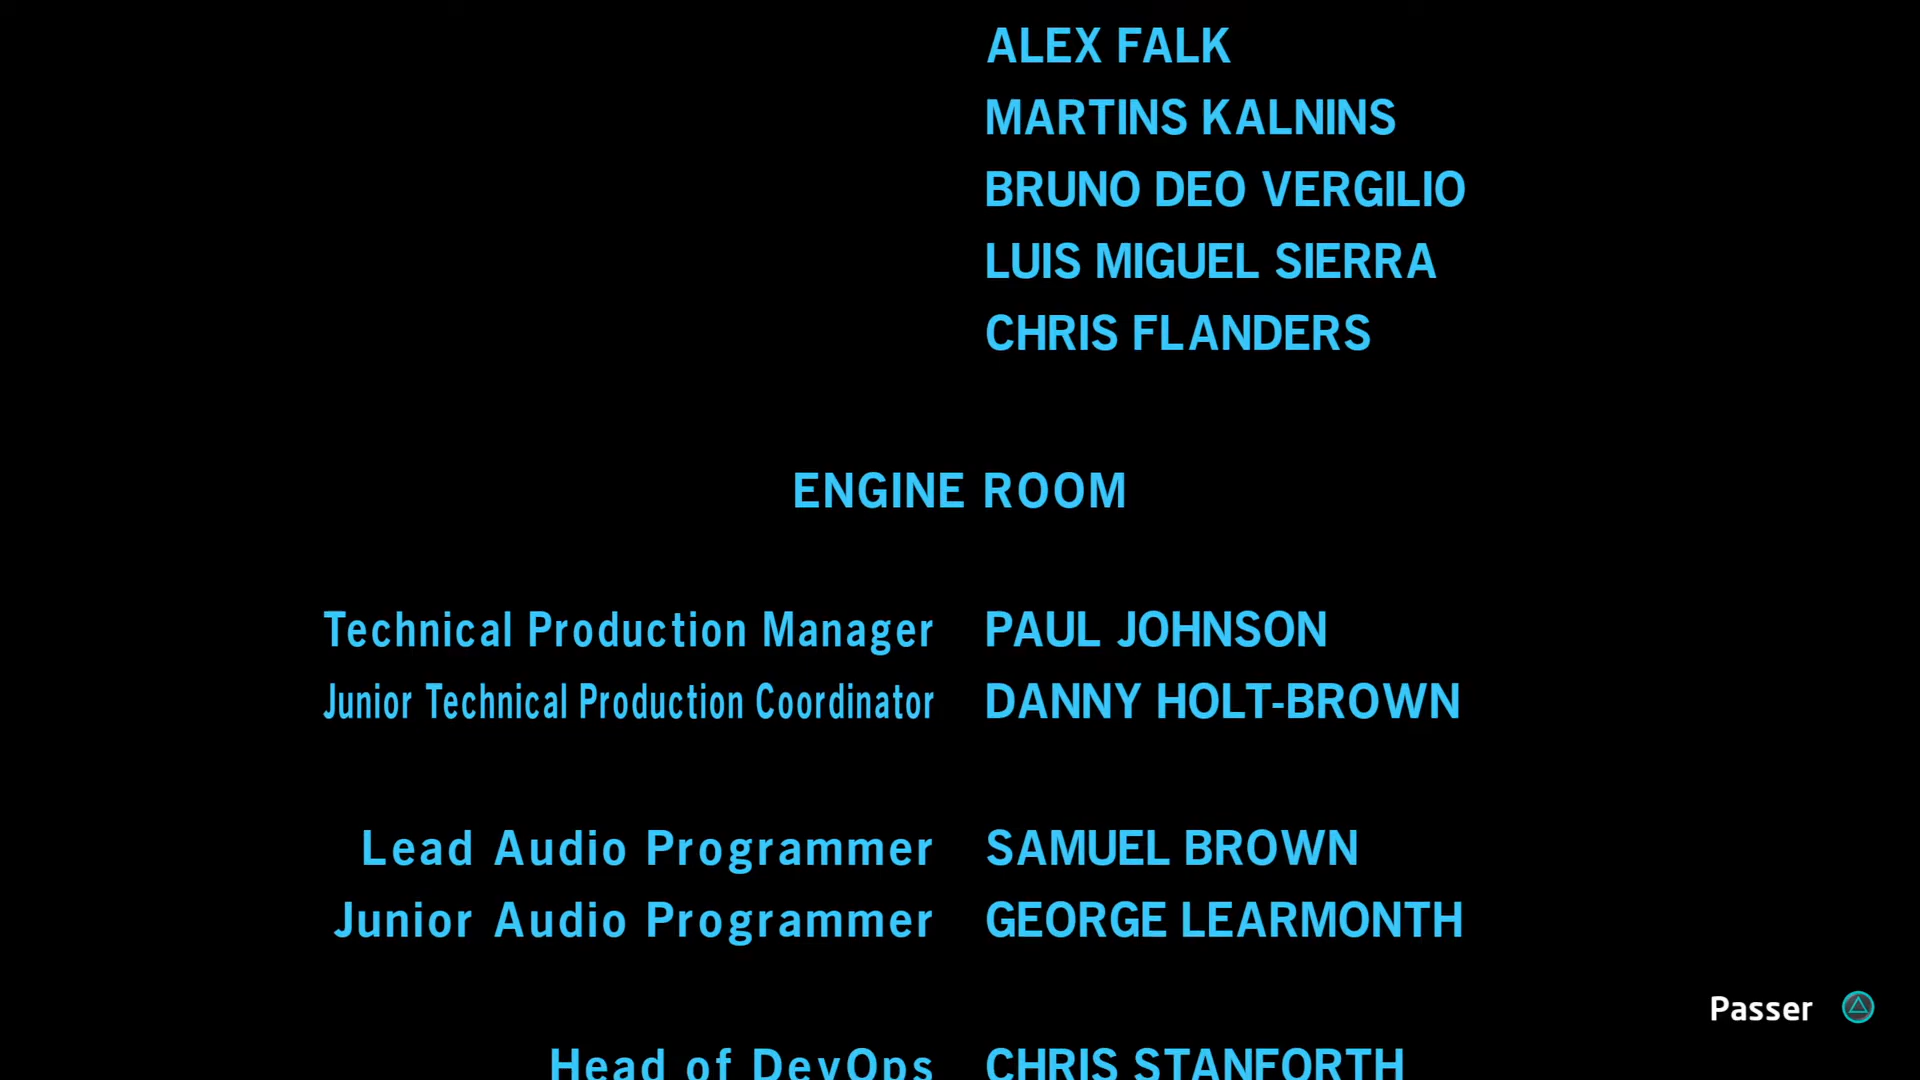 ALEX FALK
MARTINS KALNINS
BRUNO DEO VERGILIO
LUIS MIGUEL SIERRA
CHRIS FLANDERS
ENGINE ROOM
Technical Production Manager PAUL JOHNSON
Junior Technical Production Coordinator DANNY HOLT-BROWN
Lead Audio Programmer SAMUEL BROWN
Junior Audio Programmer GEORGE LEARMONTH
Passer
Head of DevOps CHRIS STANFORTH